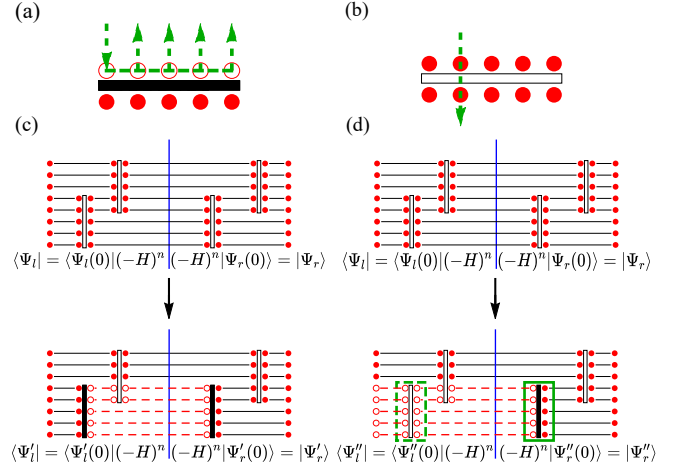 (a)
(b)
(c)
(d)
⟨Ψ_l| = ⟨Ψ_l(0)|(−H)^n (−H)^n|Ψ_r(0)⟩ = |Ψ_r⟩
⟨Ψ_l| = ⟨Ψ_l(0)|(−H)^n (−H)^n|Ψ_r(0)⟩ = |Ψ_r⟩
⟨Ψ′_l| = ⟨Ψ′_l(0)|(−H)^n (−H)^n|Ψ′_r(0)⟩ = |Ψ′_r⟩
⟨Ψ″_l| = ⟨Ψ″_l(0)|(−H)^n (−H)^n|Ψ″_r(0)⟩ = |Ψ″_r⟩